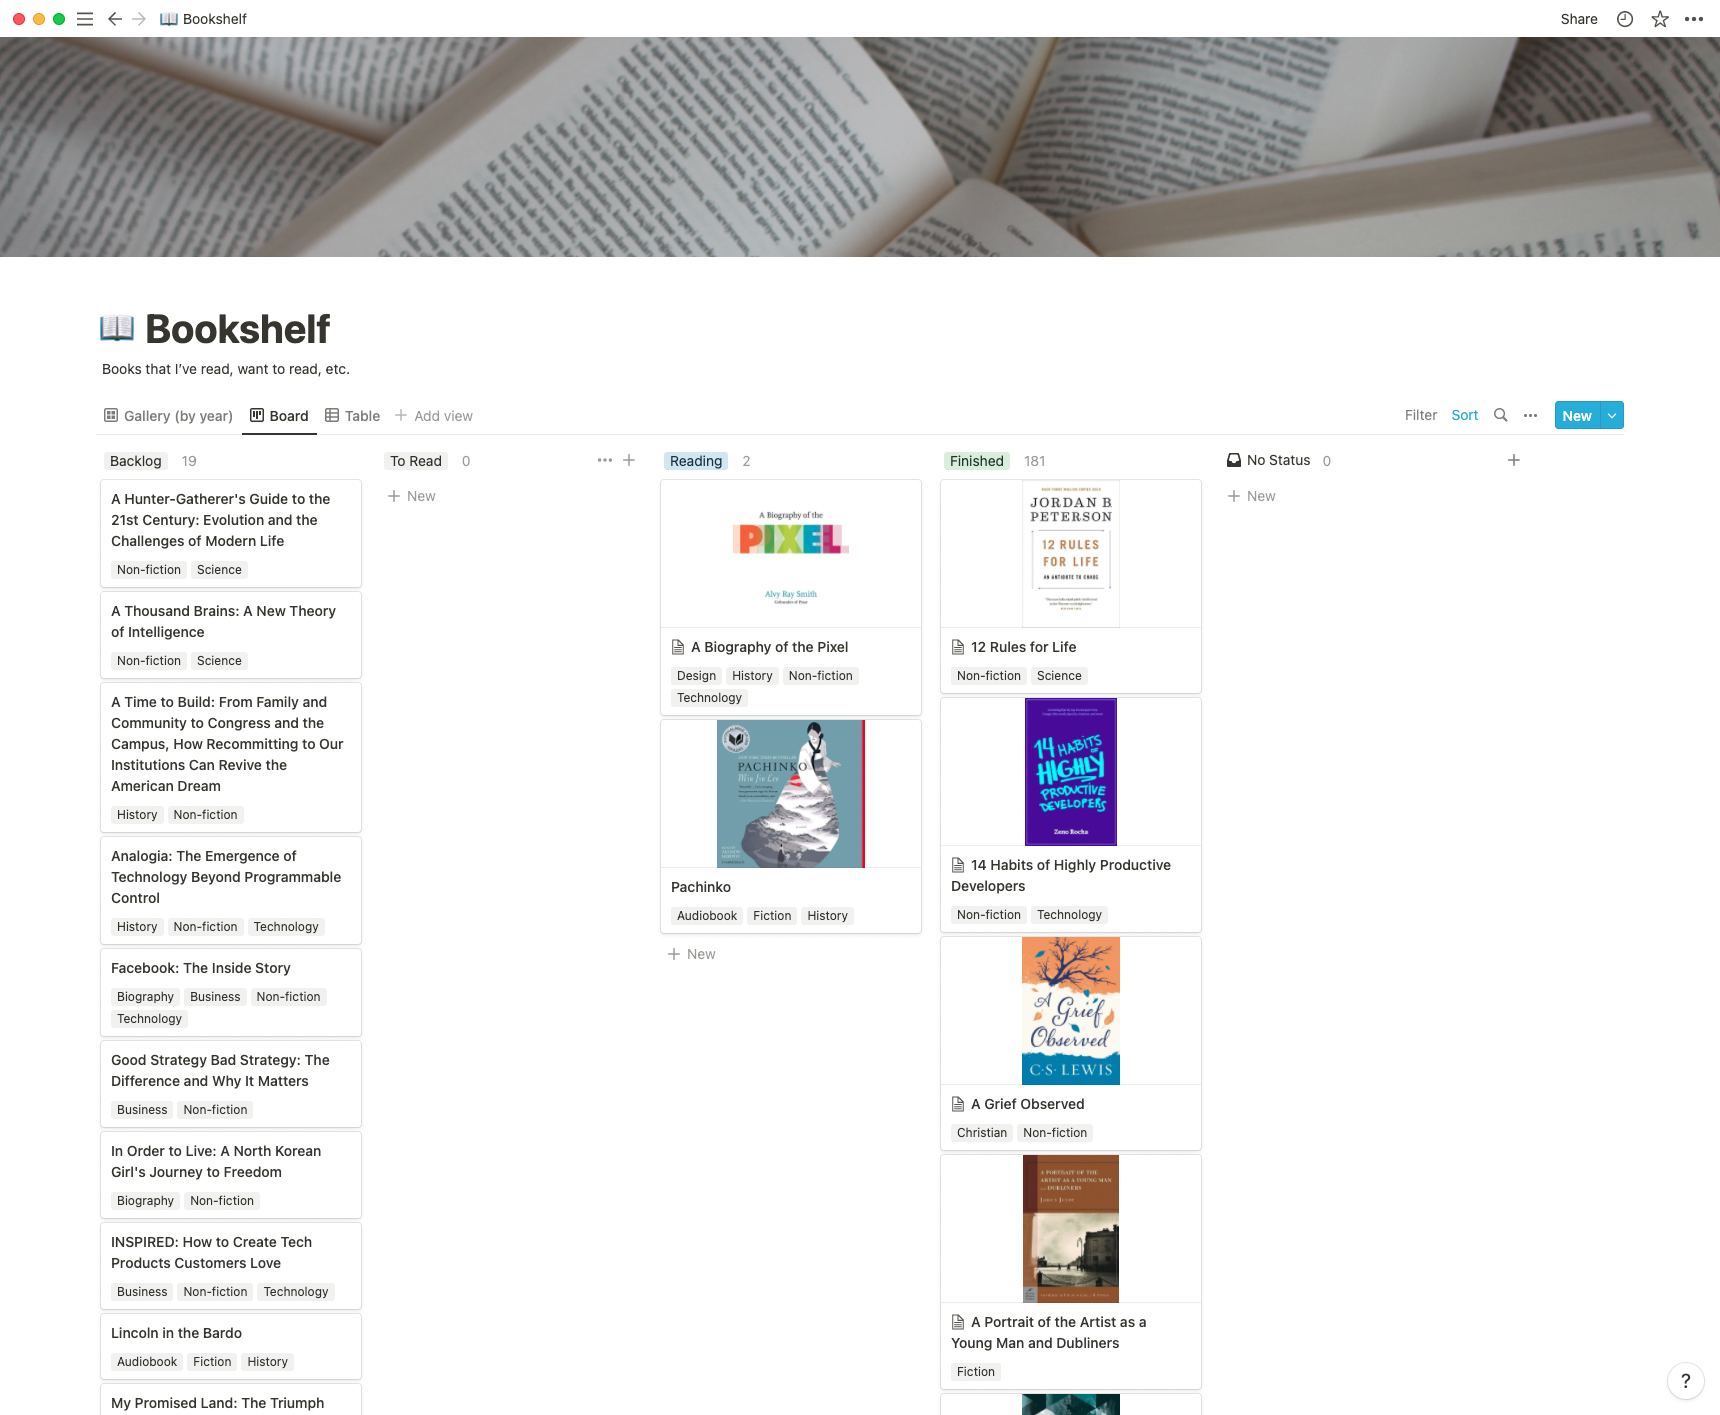 Bookshelf
Share
Bookshelf
Books that I've read, want to read, etc.
Gallery (by year)
Board
Table
Add view
Filter
Sort
New
Backlog 19
A Hunter-Gatherer's Guide to the
21st Century: Evolution and the
Challenges of Modern Life
Non-fiction Science
A Thousand Brains: A New Theory
of Intelligence
Non-fiction Science
A Time to Build: From Family and
Community to Congress and the
Campus, How Recommitting to Our
Institutions Can Revive the
American Dream
History Non-fiction
Analogia: The Emergence of
Technology Beyond Programmable
Control
History Non-fiction Technology
Facebook: The Inside Story
Biography Business Non-fiction
Technology
Good Strategy Bad Strategy: The
Difference and Why It Matters
Business Non-fiction
In Order to Live: A North Korean
Girl's Journey to Freedom
Biography Non-fiction
INSPIRED: How to Create Tech
Products Customers Love
Business Non-fiction Technology
Lincoln in the Bardo
Audiobook Fiction History
My Promised Land: The Triumph
To Read 0
New
Reading 2
A Biography of the
PIXEL
Alvy Ray Smith
Cofounder of Pixar
A Biography of the Pixel
Design History Non-fiction
Technology
PACHINKO
Min Jin Lee
Pachinko
Audiobook Fiction History
New
Finished 181
JORDAN B
PETERSON
12 RULES
FOR LIFE
AN ANTIDOTE TO CHAOS
12 Rules for Life
Non-fiction Science
14 HABITS
OF
HIGHLY
PRODUCTIVE
DEVELOPERS
Zeno Rocha
14 Habits of Highly Productive
Developers
Non-fiction Technology
A
Grief
Observed
C·S·LEWIS
A Grief Observed
Christian Non-fiction
A PORTRAIT OF THE
ARTIST AS A YOUNG MAN
AND DUBLINERS
James Joyce
A Portrait of the Artist as a
Young Man and Dubliners
Fiction
No Status 0
New
?